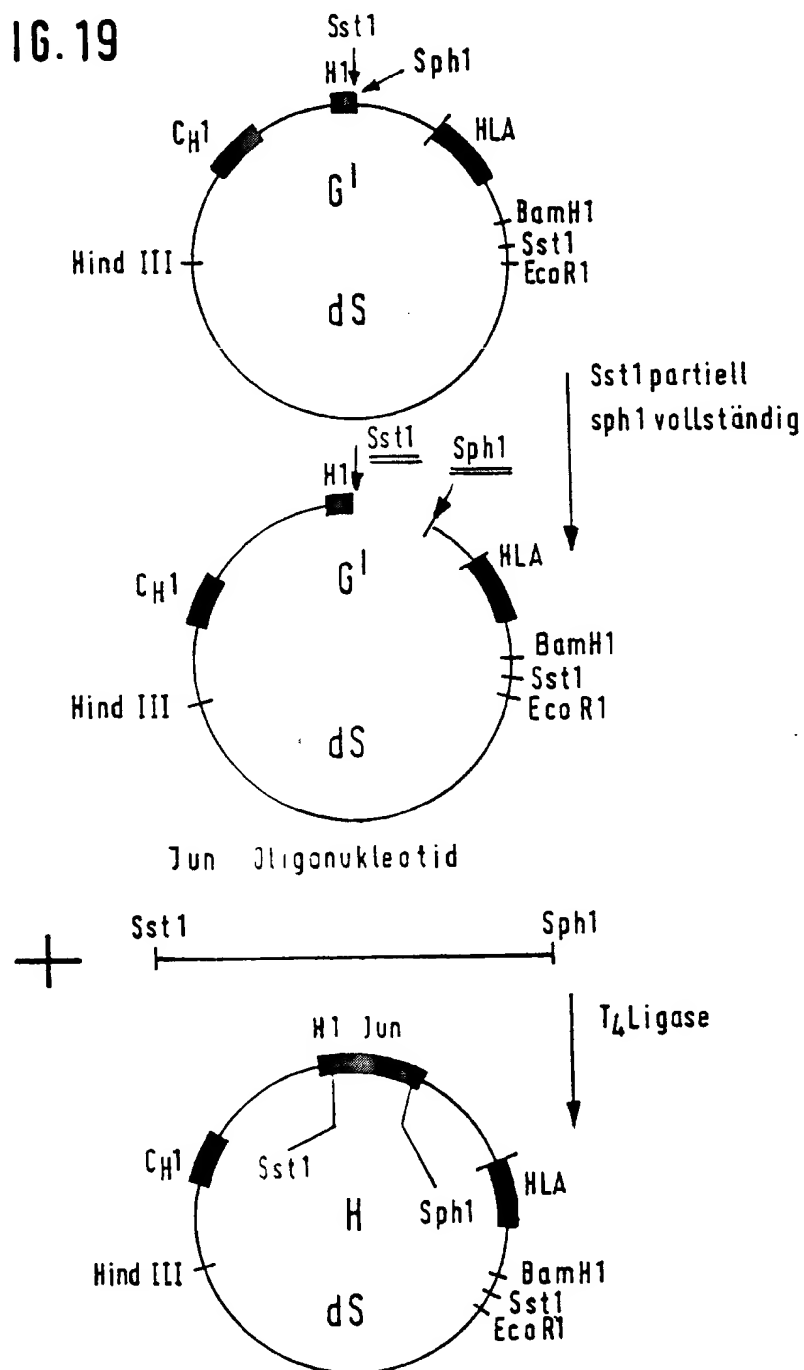 IG. 19
Sst1
H1
Sph1
CH1
HLA
G I
BamH1
Sst1
EcoR1
Hind III
dS
Sst1 partiell
sph1 vollständig
Sst1
Sph1
H1
HLA
CH1
G I
BamH1
Sst1
EcoR1
Hind III
dS
Jun Oligonukleotid
+
Sst1
Sph1
T4 Ligase
H1 Jun
CH1
Sst1
Sph1
HLA
H
Hind III
BamH1
Sst1
EcoR1
dS